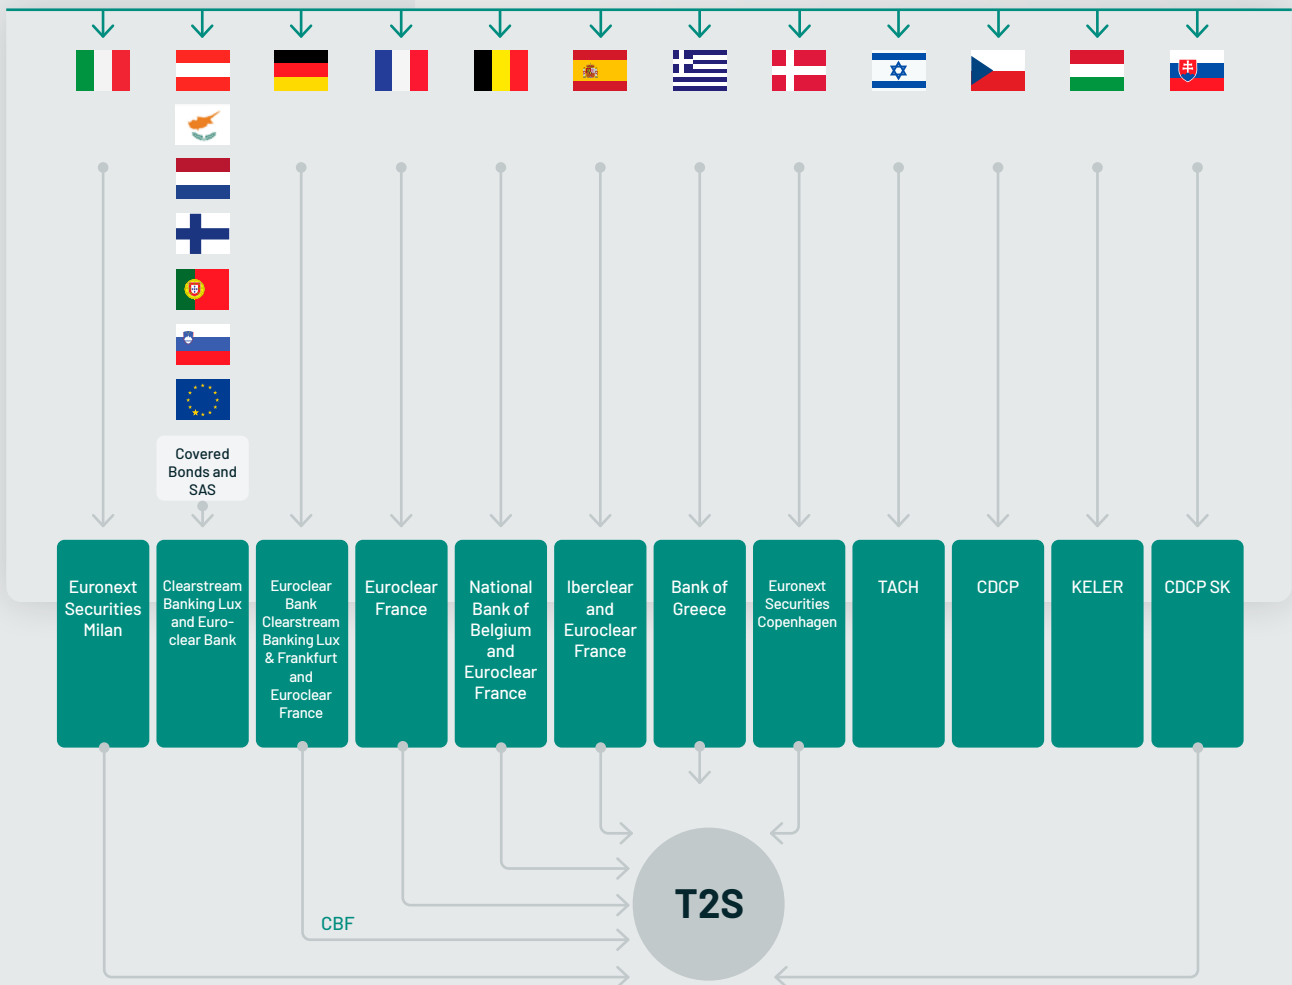 Covered
Bonds and
SAS
Euronext
Securities
Milan
Clearstream
Banking Lux
and Euro-
clear Bank
Euroclear
Bank
Clearstream
Banking Lux
& Frankfurt
and
Euroclear
France
Euroclear
France
National
Bank of
Belgium
and
Euroclear
France
Iberclear
and
Euroclear
France
Bank of
Greece
Euronext
Securities
Copenhagen
TACH
CDCP
KELER
CDCP SK
T2S
CBF